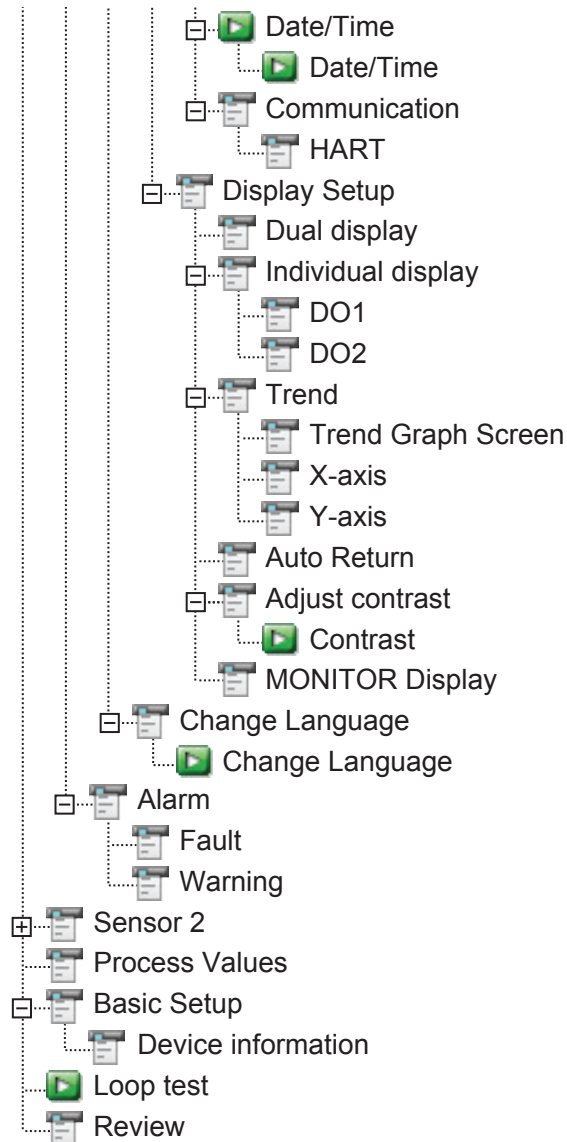 Date/Time
Date/Time
Communication
HART
Display Setup
Dual display
Individual display
DO1
DO2
Trend
Trend Graph Screen
X-axis
Y-axis
Auto Return
Adjust contrast
Contrast
MONITOR Display
Change Language
Change Language
Alarm
Fault
Warning
Sensor 2
Process Values
Basic Setup
Device information
Loop test
Review